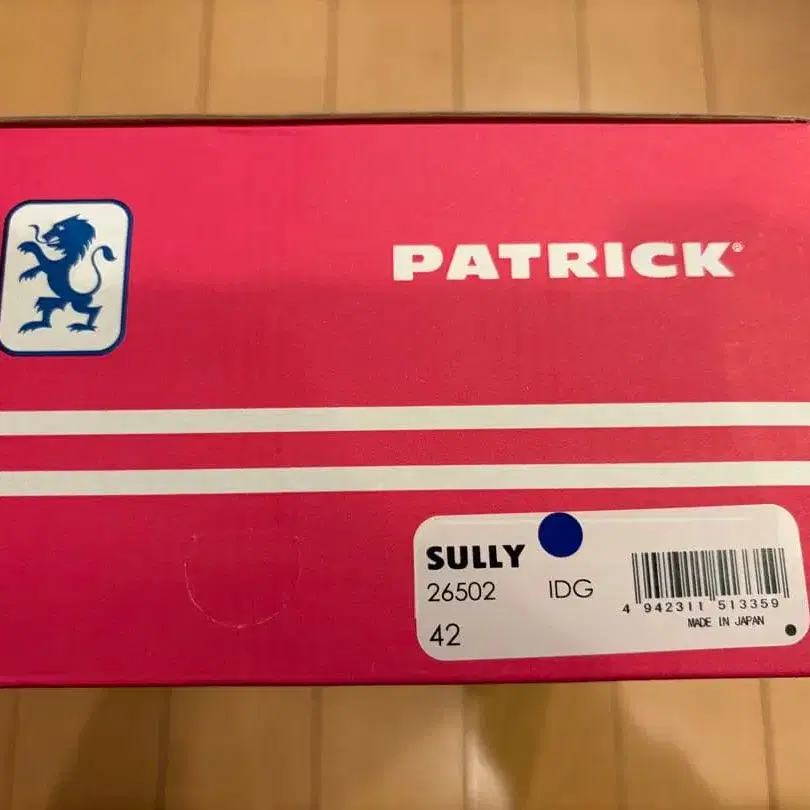 PATRICK®
SULLY
26502 IDG
42
4 942311 513359
MADE IN JAPAN